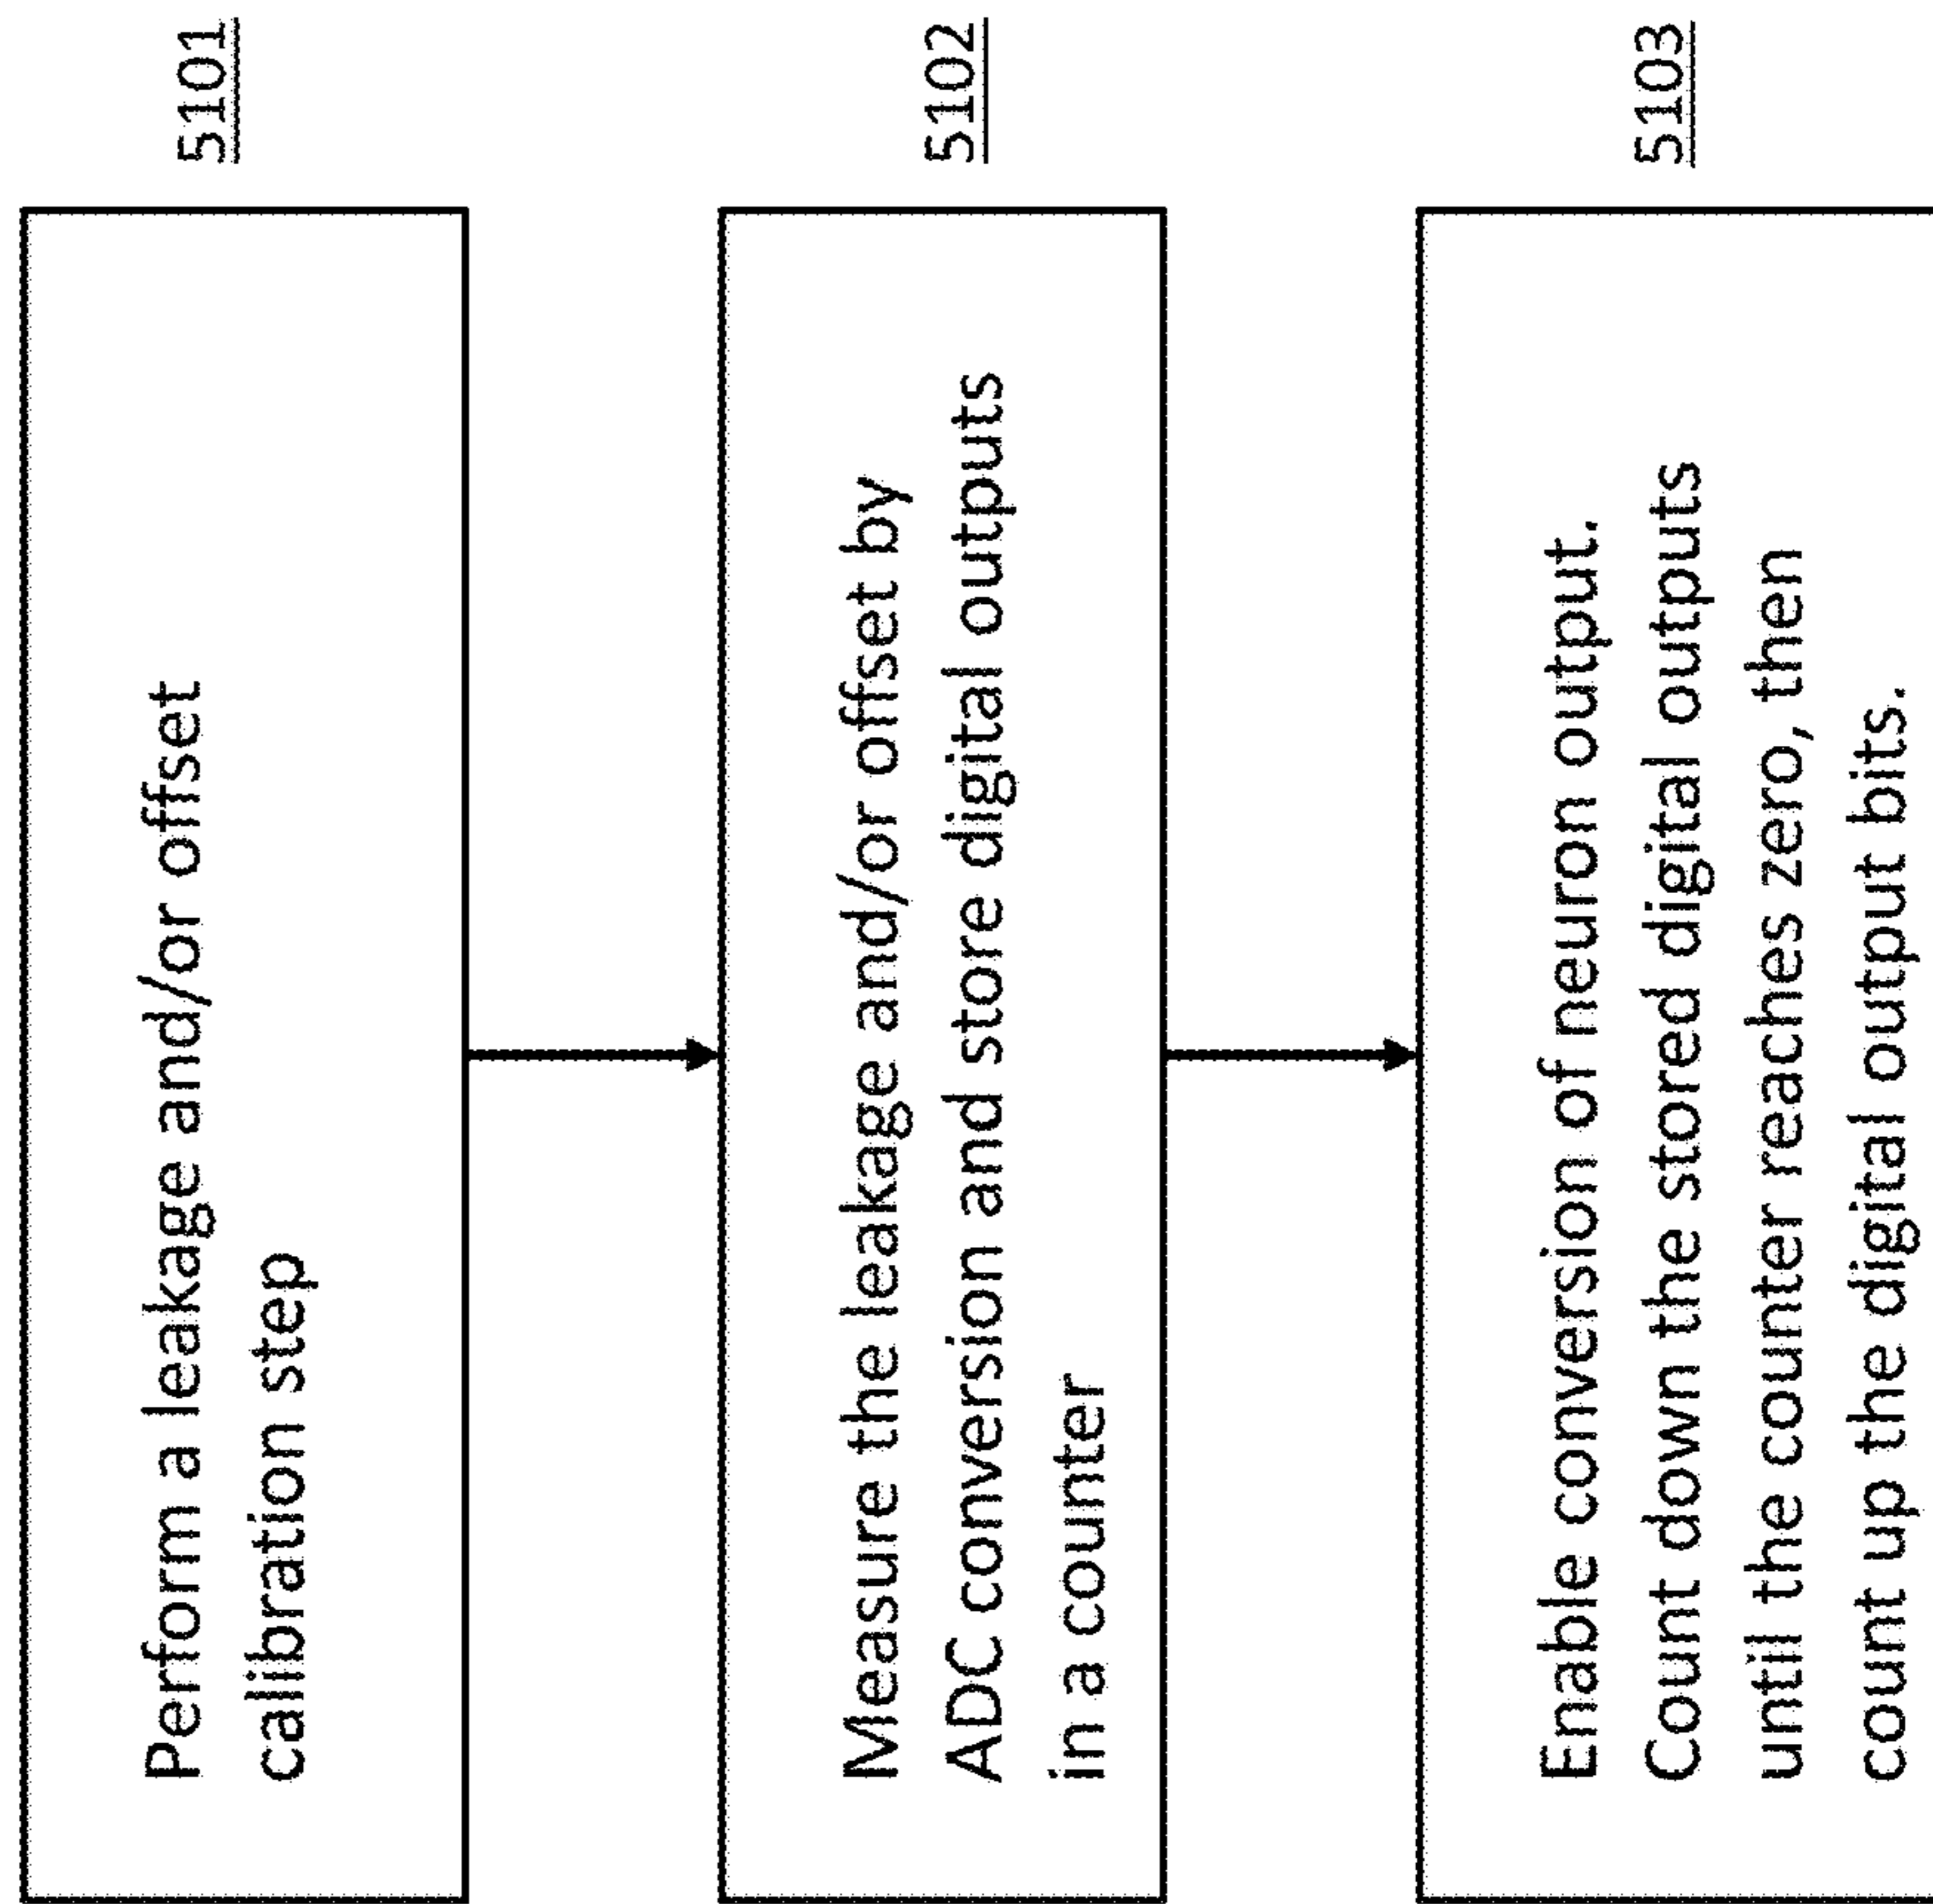 Perform a leakage and/or offset
calibration step
5101
Measure the leakage and/or offset by
ADC conversion and store digital outputs
in a counter
5102
Enable conversion of neuron output.
Count down the stored digital outputs
until the counter reaches zero, then
count up the digital output bits.
5103